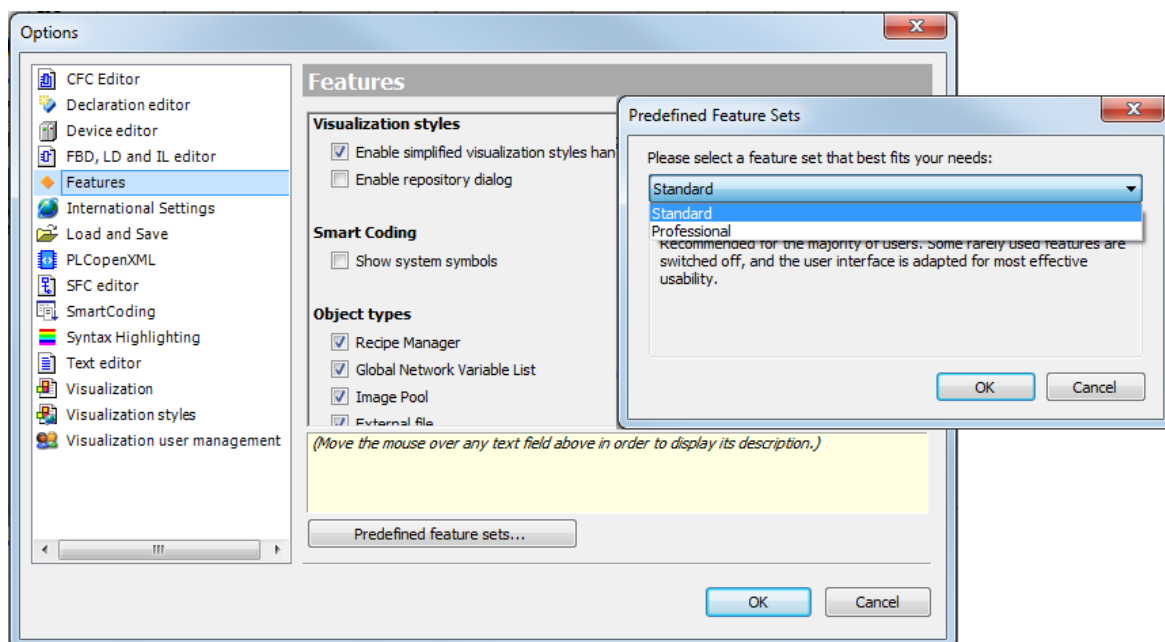 Options
CFC Editor
Declaration editor
Device editor
FBD, LD and IL editor
Features
International Settings
Load and Save
PLCopenXML
SFC editor
SmartCoding
Syntax Highlighting
Text editor
Visualization
Visualization styles
Visualization user management
Features
Visualization styles
Enable simplified visualization styles han
Enable repository dialog
Smart Coding
Show system symbols
Object types
Recipe Manager
Global Network Variable List
Image Pool
External file
(Move the mouse over any text field above in order to display its description.)
Predefined feature sets...
OK
Cancel
Predefined Feature Sets
Please select a feature set that best fits your needs:
Standard
Standard
Professional
Recommended for the majority of users. Some rarely used features are
switched off, and the user interface is adapted for most effective
usability.
OK
Cancel